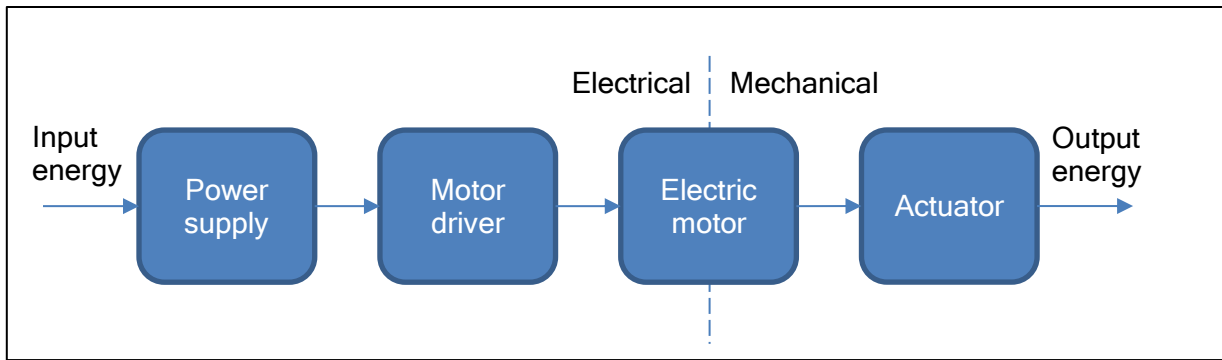 Electrical
Mechanical
Input
energy
Power
supply
Motor
driver
Electric
motor
Actuator
Output
energy